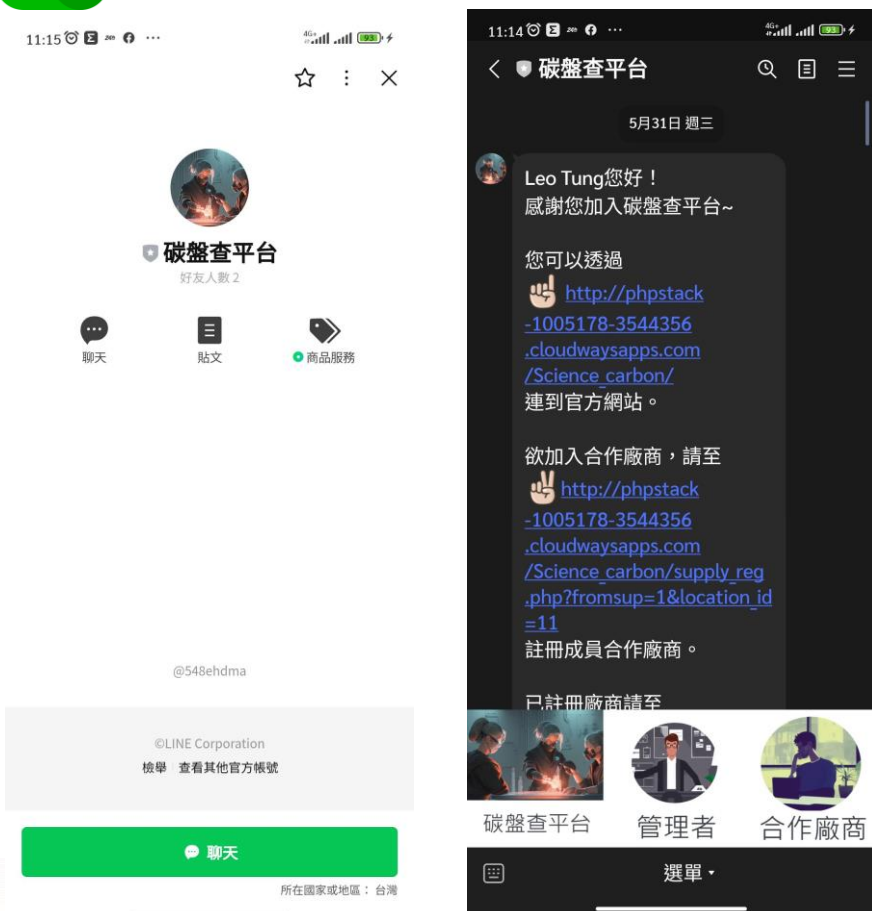 11:15
4G+
93
碳盤查平台
好友人數 2
聊天
貼文
商品服務
@548ehdma
©LINE Corporation
檢舉
查看其他官方帳號
聊天
所在國家或地區： 台灣
11:14
4G+
93
碳盤查平台
5月31日 週三
Leo Tung您好！
感謝您加入碳盤查平台~
您可以透過
http://phpstack
-1005178-3544356
.cloudwaysapps.com
/Science_carbon/
連到官方網站。
欲加入合作廠商，請至
http://phpstack
-1005178-3544356
.cloudwaysapps.com
/Science_carbon/supply_reg
.php?fromsup=1&location_id
=11
註冊成員合作廠商。
已註冊廠商請至
碳盤查平台
管理者
合作廠商
選單